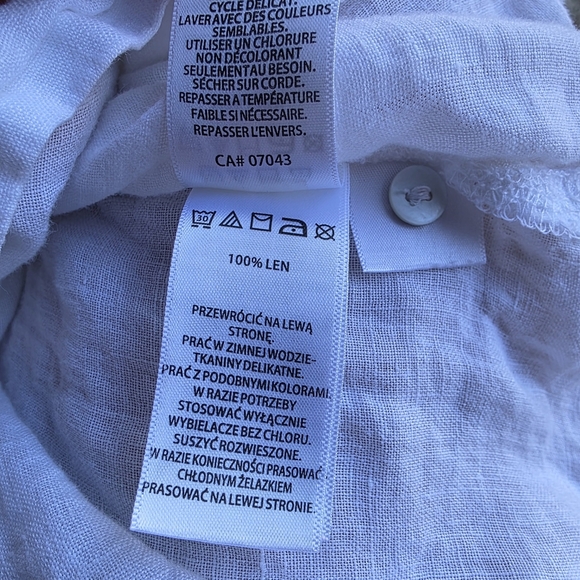 CYCLE DÉLICAT.
LAVER AVEC DES COULEURS
SEMBLABLES.
UTILISER UN CHLORURE
NON DÉCOLORANT
SEULEMENT AU BESOIN.
SÉCHER SUR CORDE.
REPASSER A TEMPÉRATURE
FAIBLE SI NÉCESSAIRE.
REPASSER L'ENVERS.
CA# 07043
30
100% LEN
PRZEWRÓCIĆ NA LEWĄ
STRONĘ.
PRAĆ W ZIMNEJ WODZIE-
TKANINY DELIKATNE.
PRAĆ Z PODOBNYMI KOLORAMI.
W RAZIE POTRZEBY
STOSOWAĆ WYŁĄCZNIE
WYBIELACZE BEZ CHLORU.
SUSZYĆ ROZWIESZONE.
W RAZIE KONIECZNOŚCI PRASOWAĆ
CHŁODNYM ŻELAZKIEM
PRASOWAĆ NA LEWEJ STRONIE.